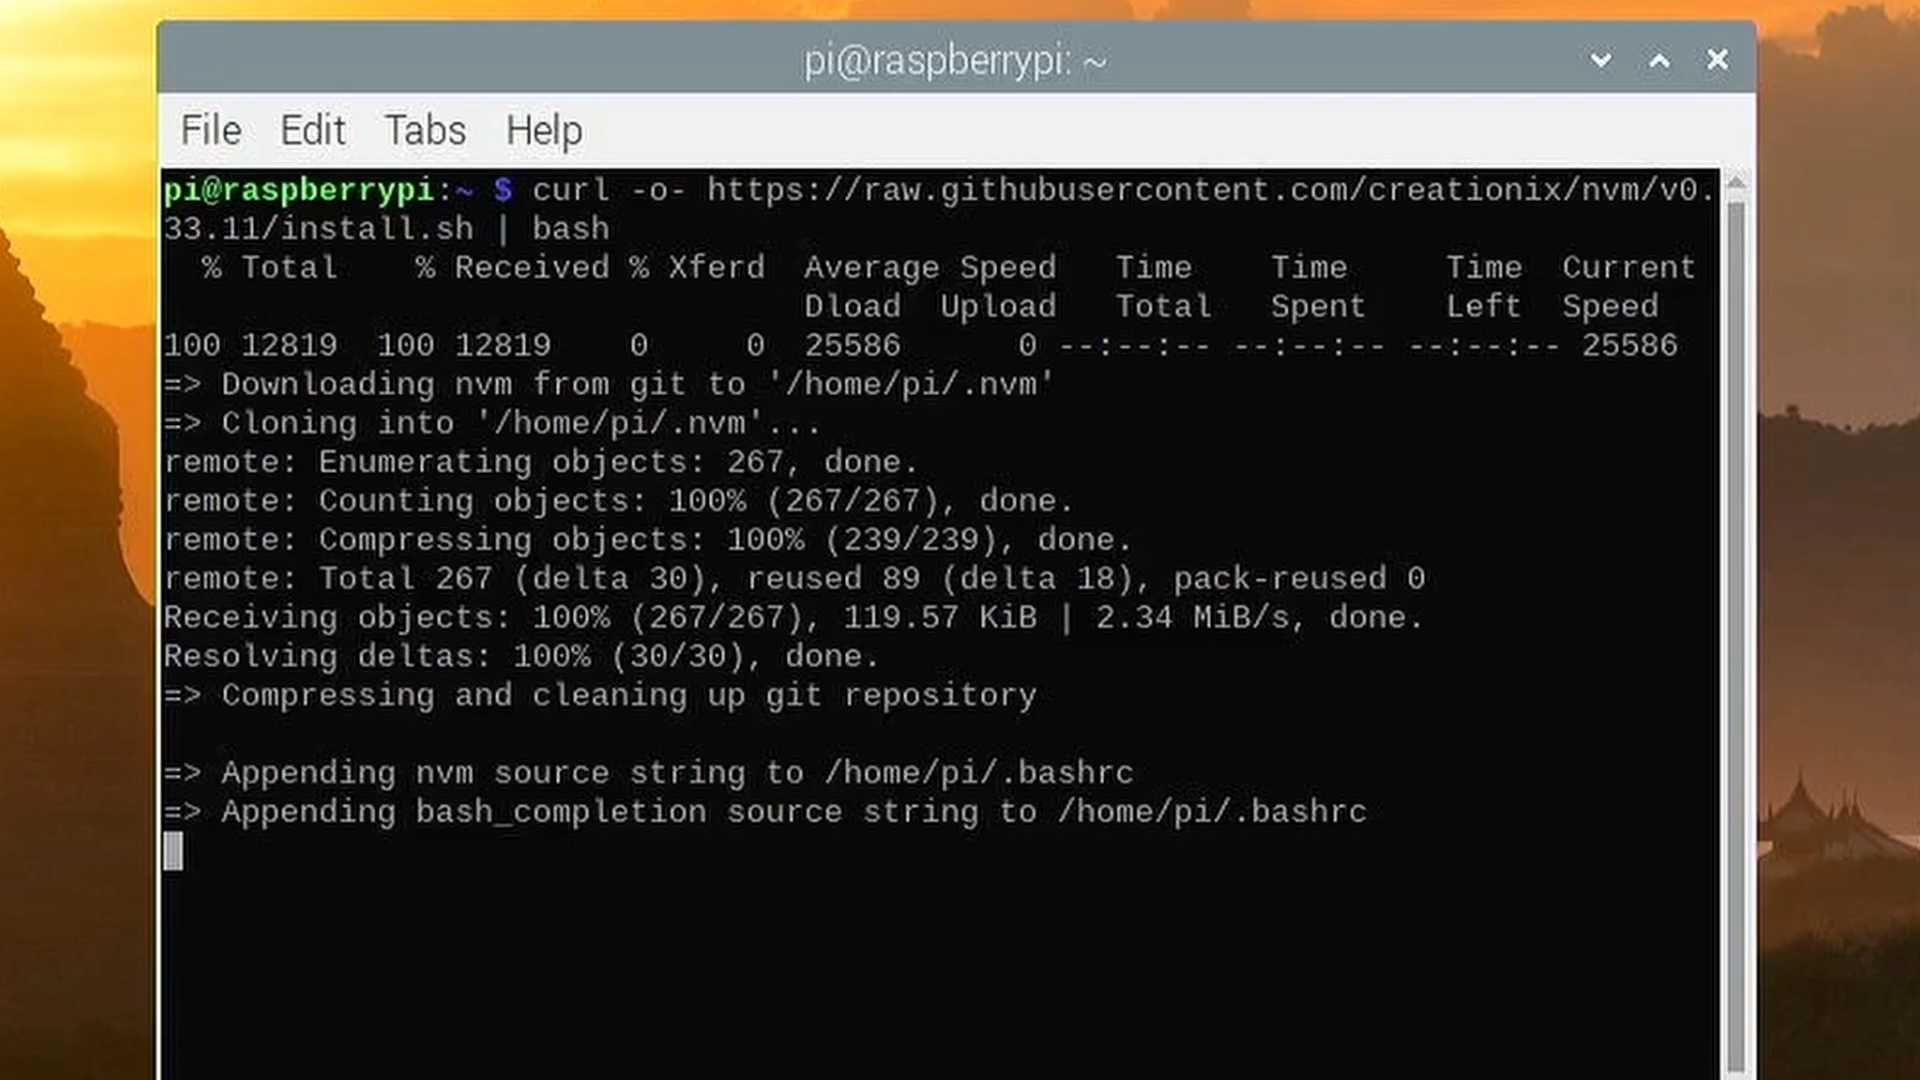 pi@raspberrypi: ~
File Edit Tabs Help
pi@raspberrypi:~ $ curl -o- https://raw.githubusercontent.com/creationix/nvm/v0.
33.11/install.sh | bash
  % Total    % Received % Xferd  Average Speed   Time    Time     Time  Current
                                 Dload  Upload   Total   Spent    Left  Speed
100 12819  100 12819    0     0  25586      0 --:--:-- --:--:-- --:--:-- 25586
=> Downloading nvm from git to '/home/pi/.nvm'
=> Cloning into '/home/pi/.nvm'...
remote: Enumerating objects: 267, done.
remote: Counting objects: 100% (267/267), done.
remote: Compressing objects: 100% (239/239), done.
remote: Total 267 (delta 30), reused 89 (delta 18), pack-reused 0
Receiving objects: 100% (267/267), 119.57 KiB | 2.34 MiB/s, done.
Resolving deltas: 100% (30/30), done.
=> Compressing and cleaning up git repository

=> Appending nvm source string to /home/pi/.bashrc
=> Appending bash_completion source string to /home/pi/.bashrc